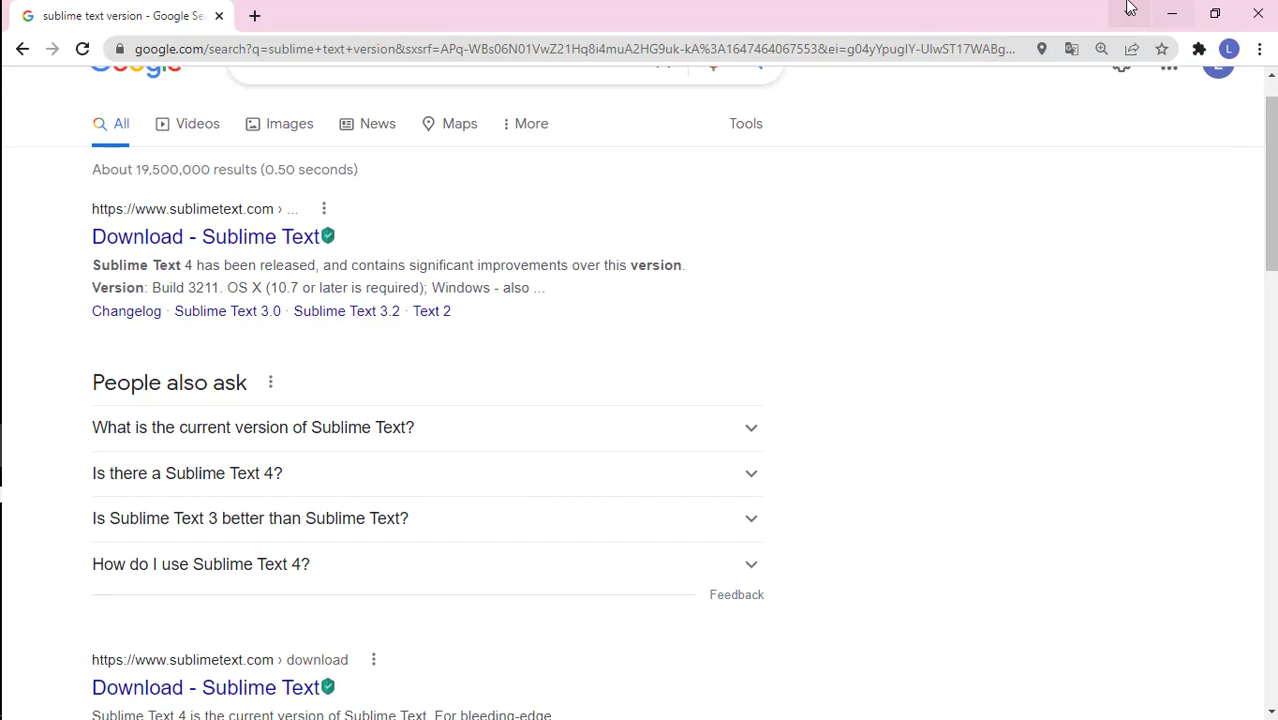 sublime text version - Google Se
google.com/search?q=sublime+text+version&sxsrf=APq-WBs06N01VwZ21Hq8i4muA2HG9uk-kA%3A1647464067553&ei=g04yYpugIY-UlwST17WABg...
L
Google
All
Videos
Images
News
Maps
More
Tools
About 19,500,000 results (0.50 seconds)
https://www.sublimetext.com › ...
Download - Sublime Text
Sublime Text 4 has been released, and contains significant improvements over this version.
Version: Build 3211. OS X (10.7 or later is required); Windows - also ...
Changelog · Sublime Text 3.0 · Sublime Text 3.2 · Text 2
People also ask
What is the current version of Sublime Text?
Is there a Sublime Text 4?
Is Sublime Text 3 better than Sublime Text?
How do I use Sublime Text 4?
Feedback
https://www.sublimetext.com › download
Download - Sublime Text
Sublime Text 4 is the current version of Sublime Text. For bleeding-edge